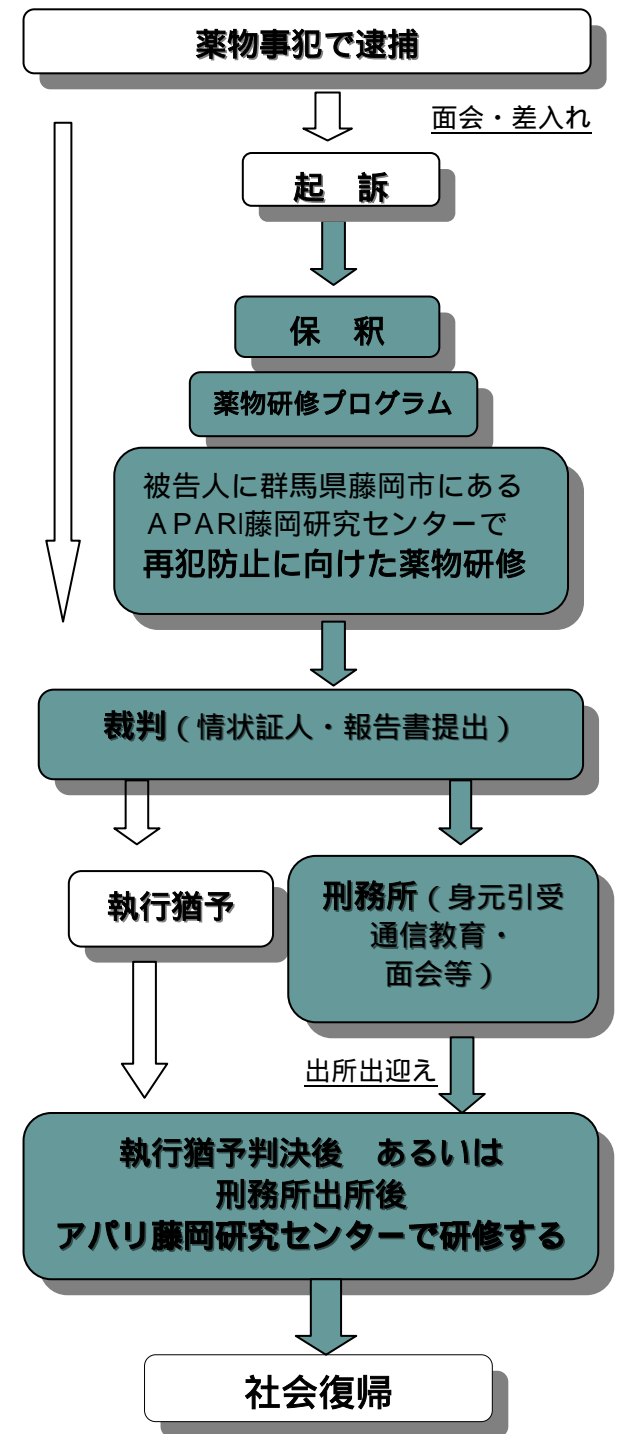 薬物事犯で逮捕
面会・差入れ
起　訴
保　釈
薬物研修プログラム
被告人に群馬県藤岡市にある
ＡPARI藤岡研究センターで
再犯防止に向けた薬物研修
裁判（情状証人・報告書提出）
執行猶予
刑務所（身元引受
通信教育・
面会等）
出所出迎え
執行猶予判決後　あるいは
刑務所出所後
アパリ藤岡研究センターで研修する
社会復帰